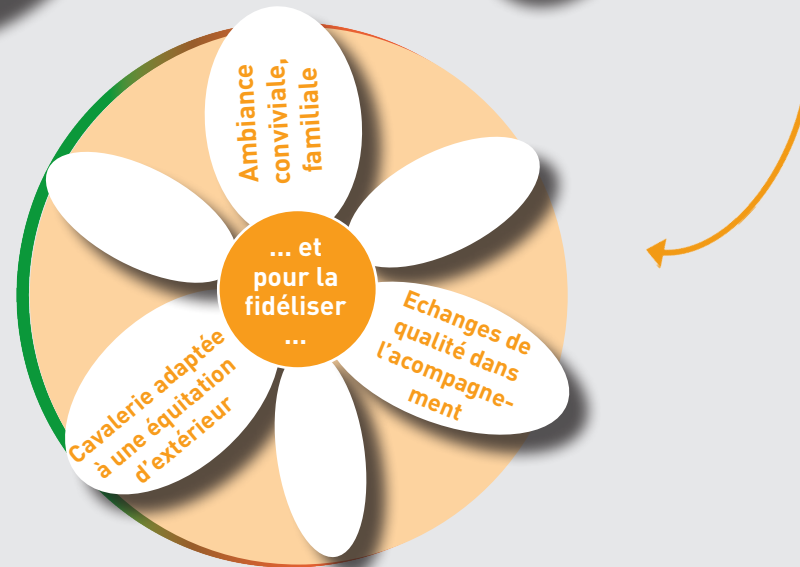 Ambiance
conviviale,
familiale
... et
pour la
fidéliser
...
Echanges de
qualité dans
l'acompagne-
ment
Cavalerie adaptée
à une équitation
d'extérieur